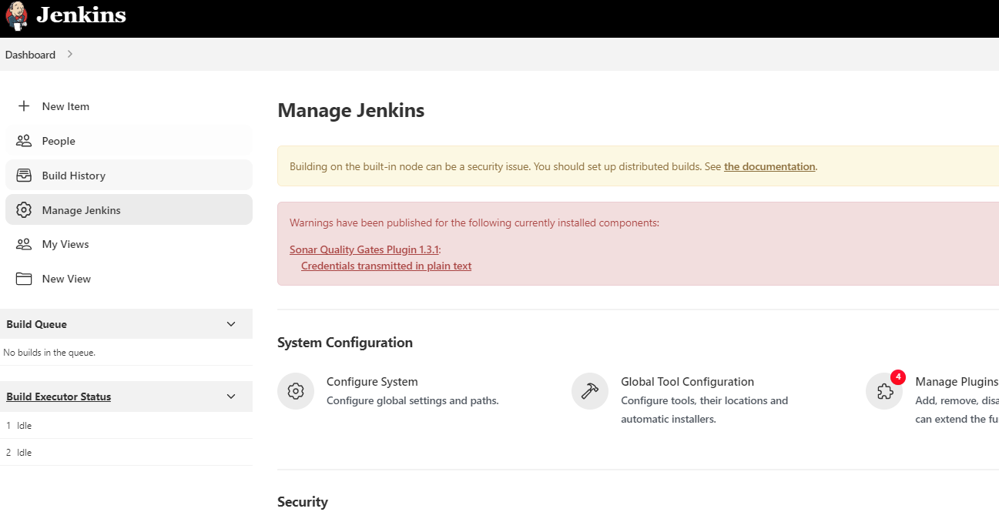 Jenkins
Dashboard
New Item
People
Build History
Manage Jenkins
My Views
New View
Build Queue
No builds in the queue.
Build Executor Status
1 Idle
2 Idle
Manage Jenkins
Building on the built-in node can be a security issue. You should set up distributed builds. See the documentation.
Warnings have been published for the following currently installed components:
Sonar Quality Gates Plugin 1.3.1:
Credentials transmitted in plain text
System Configuration
Configure System
Configure global settings and paths.
Global Tool Configuration
Configure tools, their locations and
automatic installers.
4
Manage Plugins
Add, remove, disa
can extend the fu
Security